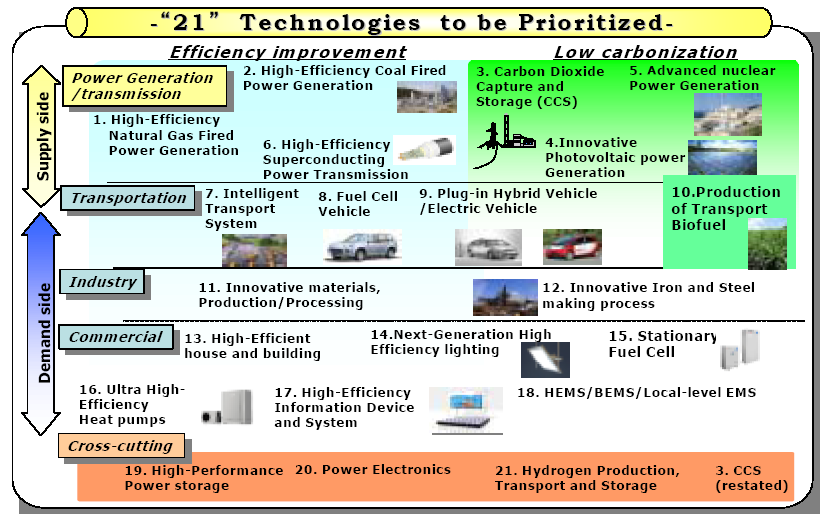 -“21” Technologies to be Prioritized-
Efficiency improvement
Low carbonization
Supply side
Power Generation
/transmission
1. High-Efficiency
Natural Gas Fired
Power Generation
2. High-Efficiency Coal Fired
Power Generation
6. High-Efficiency
Superconducting
Power Transmission
3. Carbon Dioxide
Capture and
Storage (CCS)
5. Advanced nuclear
Power Generation
4.Innovative
Photovoltaic power
Generation
Demand side
Transportation
7. Intelligent
Transport
System
8. Fuel Cell
Vehicle
9. Plug-in Hybrid Vehicle
/Electric Vehicle
10.Production
of Transport
Biofuel
Industry
11. Innovative materials,
Production/Processing
12. Innovative Iron and Steel
making process
Commercial
13. High-Efficient
house and building
14.Next-Generation High
Efficiency lighting
15. Stationary
Fuel Cell
16. Ultra High-
Efficiency
Heat pumps
17. High-Efficiency
Information Device
and System
18. HEMS/BEMS/Local-level EMS
Cross-cutting
19. High-Performance
Power storage
20. Power Electronics
21. Hydrogen Production,
Transport and Storage
3. CCS
(restated)